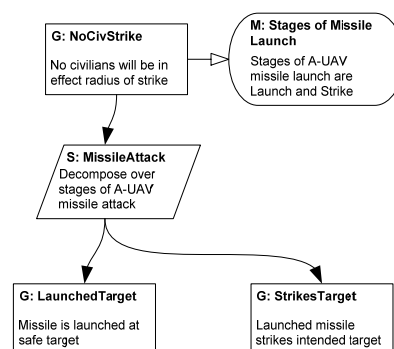 G: NoCivStrike
No civilians will be in
effect radius of strike
M: Stages of Missile
Launch
Stages of A-UAV
missile launch are
Launch and Strike
S: MissileAttack
Decompose over
stages of A-UAV
missile attack
G: LaunchedTarget
Missile is launched at
safe target
G: StrikesTarget
Launched missile
strikes intended target